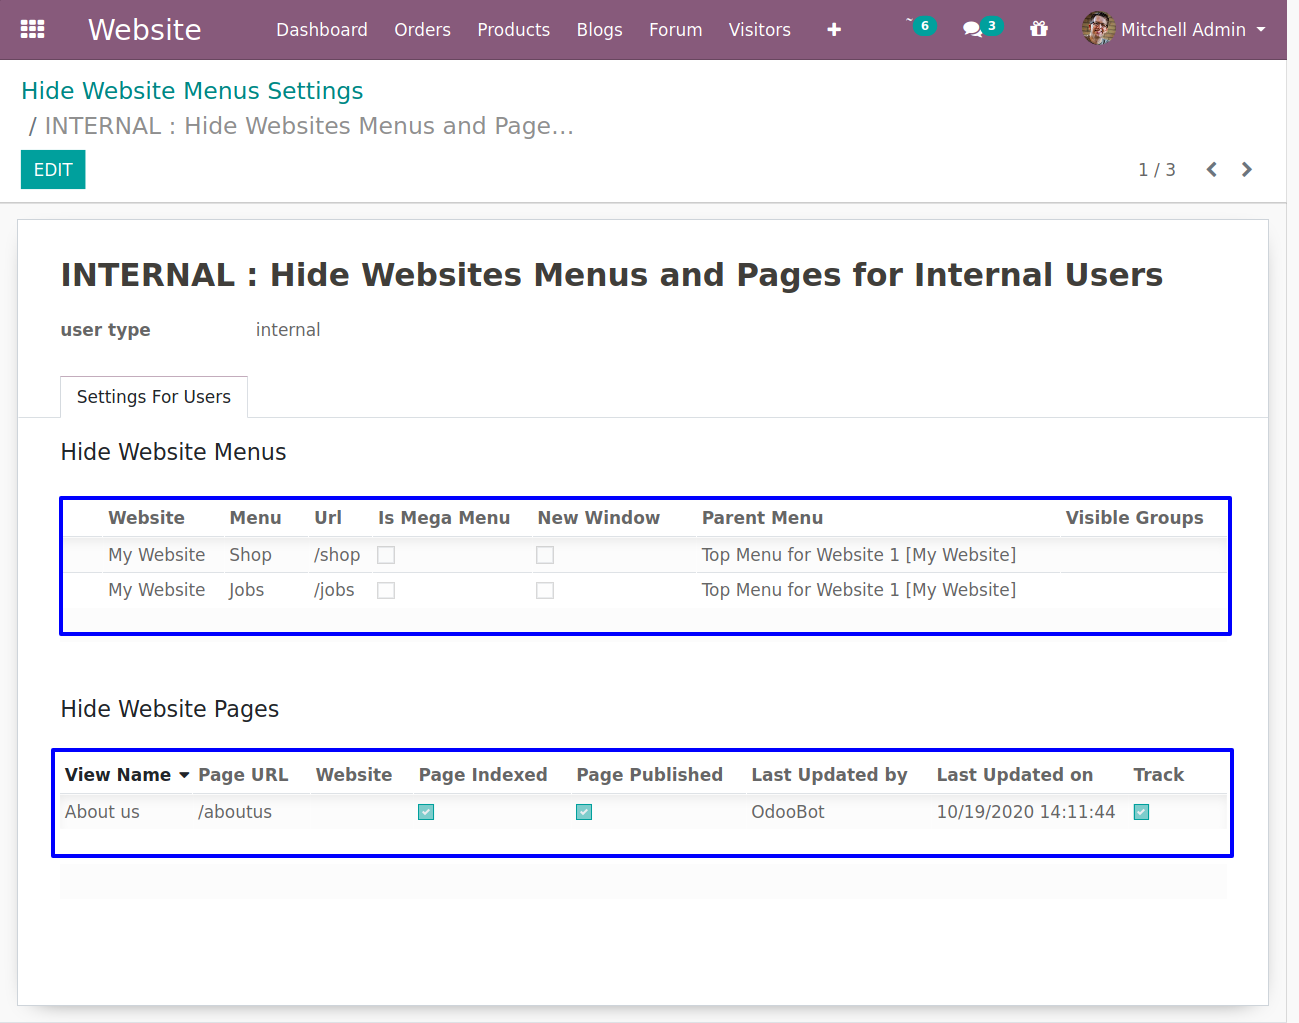 Website Dashboard Orders Products Blogs Forum Visitors 6 3 Mitchell Admin
Hide Website Menus Settings
/ INTERNAL : Hide Websites Menus and Page...
EDIT 1 / 3
INTERNAL : Hide Websites Menus and Pages for Internal Users
user type internal
Settings For Users
Hide Website Menus
Website Menu Url Is Mega Menu New Window Parent Menu Visible Groups
My Website Shop /shop Top Menu for Website 1 [My Website]
My Website Jobs /jobs Top Menu for Website 1 [My Website]
Hide Website Pages
View Name Page URL Website Page Indexed Page Published Last Updated by Last Updated on Track
About us /aboutus OdooBot 10/19/2020 14:11:44